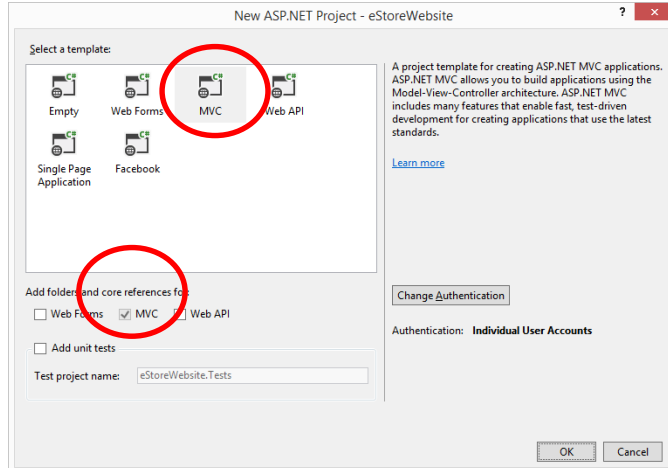 New ASP.NET Project - eStoreWebsite
?
×
Select a template:
C#
C#
C#
C#
Empty
Web Forms
MVC
Web API
C#
C#
Single Page
Application
Facebook
A project template for creating ASP.NET MVC applications.
ASP.NET MVC allows you to build applications using the
Model-View-Controller architecture. ASP.NET MVC
includes many features that enable fast, test-driven
development for creating applications that use the latest
standards.
Learn more
Add folders and core references for:
Web Forms
MVC
Web API
Add unit tests
Test project name:
eStoreWebsite.Tests
Change Authentication
Authentication: Individual User Accounts
OK
Cancel